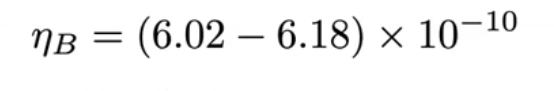 η_B = (6.02 − 6.18) × 10^{−10}